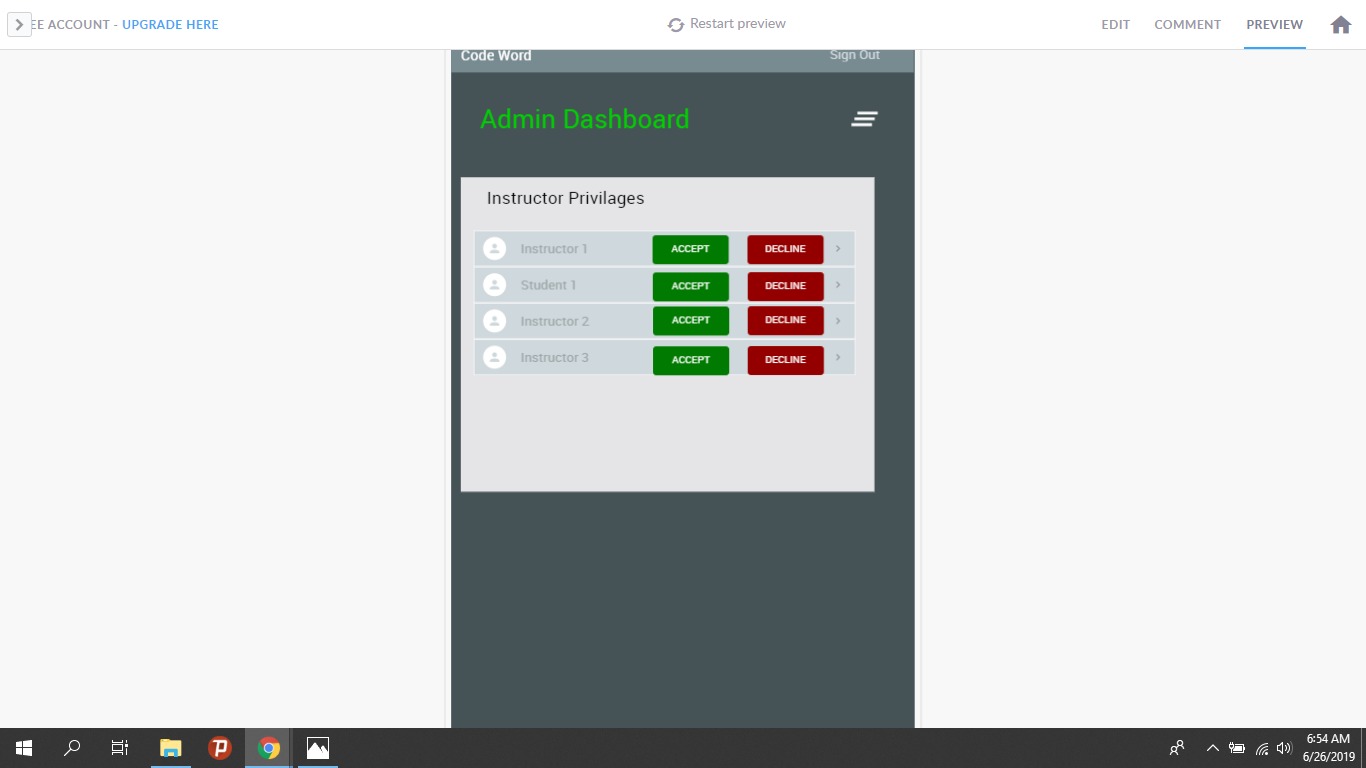 EE ACCOUNT - UPGRADE HERE
Restart preview
EDIT COMMENT PREVIEW
Code Word Sign Out
Admin Dashboard
Instructor Privilages
Instructor 1 ACCEPT DECLINE
Student 1 ACCEPT DECLINE
Instructor 2 ACCEPT DECLINE
Instructor 3 ACCEPT DECLINE
6:54 AM
6/26/2019